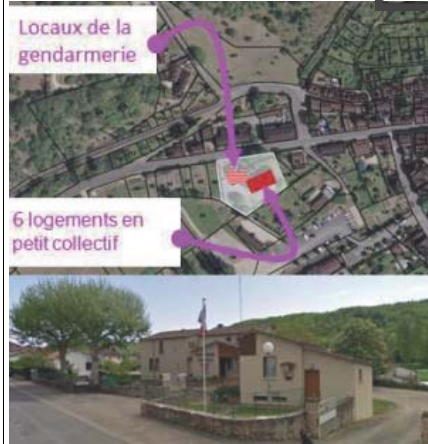 Locaux de la
gendarmerie
6 logements en
petit collectif